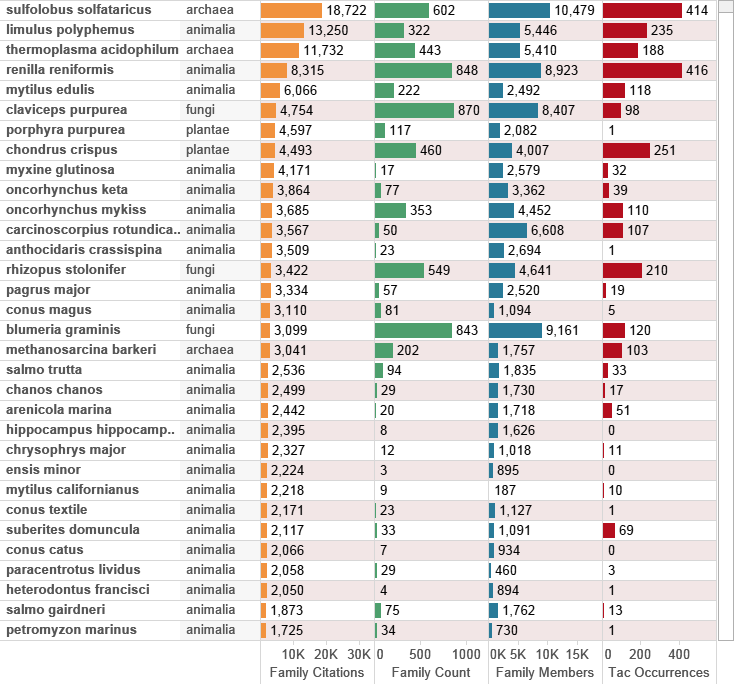 sulfolobus solfataricus archaea 18,722 602 10,479 414
limulus polyphemus animalia 13,250 322 5,446 235
thermoplasma acidophilum archaea 11,732 443 5,410 188
renilla reniformis animalia 8,315 848 8,923 416
mytilus edulis animalia 6,066 222 2,492 118
claviceps purpurea fungi 4,754 870 8,407 98
porphyra purpurea plantae 4,597 117 2,082 1
chondrus crispus plantae 4,493 460 4,007 251
myxine glutinosa animalia 4,171 17 2,579 32
oncorhynchus keta animalia 3,864 77 3,362 39
oncorhynchus mykiss animalia 3,685 353 4,452 110
carcinoscorpius rotundica.. animalia 3,567 50 6,608 107
anthocidaris crassispina animalia 3,509 23 2,694 1
rhizopus stolonifer fungi 3,422 549 4,641 210
pagrus major animalia 3,334 57 2,520 19
conus magus animalia 3,110 81 1,094 5
blumeria graminis fungi 3,099 843 9,161 120
methanosarcina barkeri archaea 3,041 202 1,757 103
salmo trutta animalia 2,536 94 1,835 33
chanos chanos animalia 2,499 29 1,730 17
arenicola marina animalia 2,442 20 1,718 51
hippocampus hippocamp.. animalia 2,395 8 1,626 0
chrysophrys major animalia 2,327 12 1,018 11
ensis minor animalia 2,224 3 895 0
mytilus californianus animalia 2,218 9 187 10
conus textile animalia 2,171 23 1,127 1
suberites domuncula animalia 2,117 33 1,091 69
conus catus animalia 2,066 7 934 0
paracentrotus lividus animalia 2,058 29 460 3
heterodontus francisci animalia 2,050 4 894 1
salmo gairdneri animalia 1,873 75 1,762 13
petromyzon marinus animalia 1,725 34 730 1
10K 20K 30K 0 500 1000 0K 5K 10K 15K 0 200 400
Family Citations Family Count Family Members Tac Occurrences